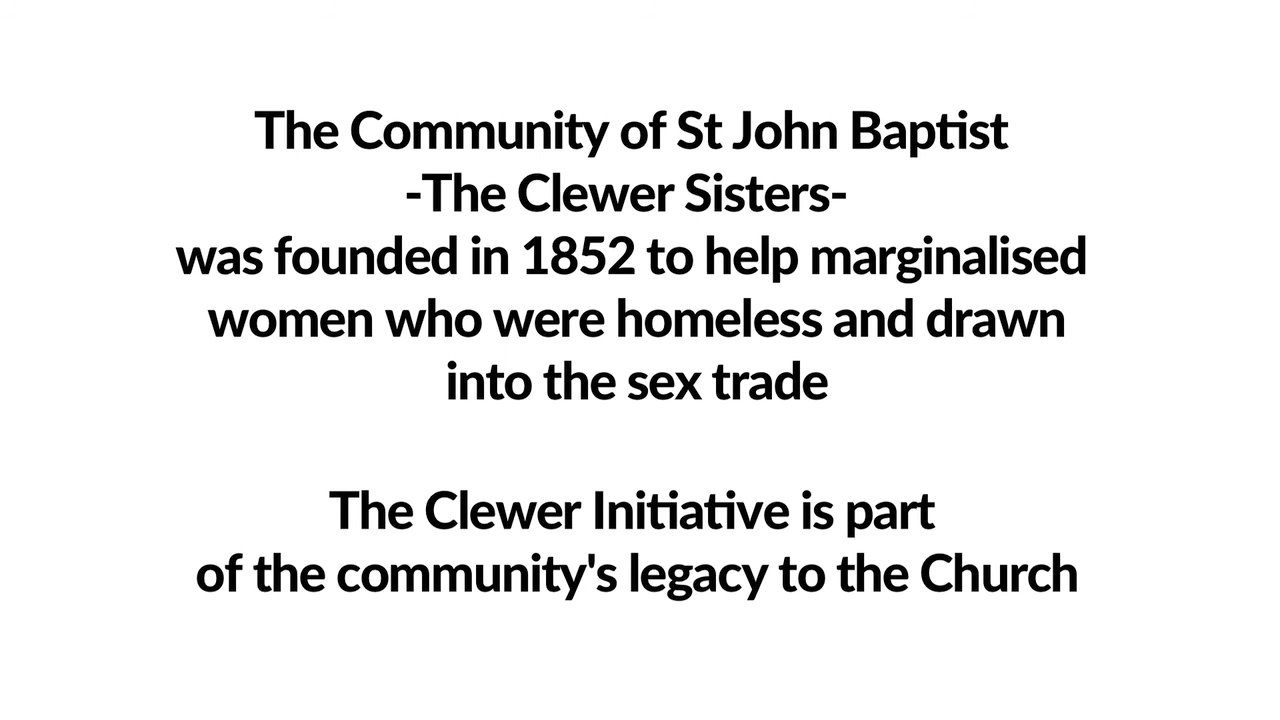 The Community of St John Baptist
-The Clewer Sisters-
was founded in 1852 to help marginalised
women who were homeless and drawn
into the sex trade
The Clewer Initiative is part
of the community's legacy to the Church